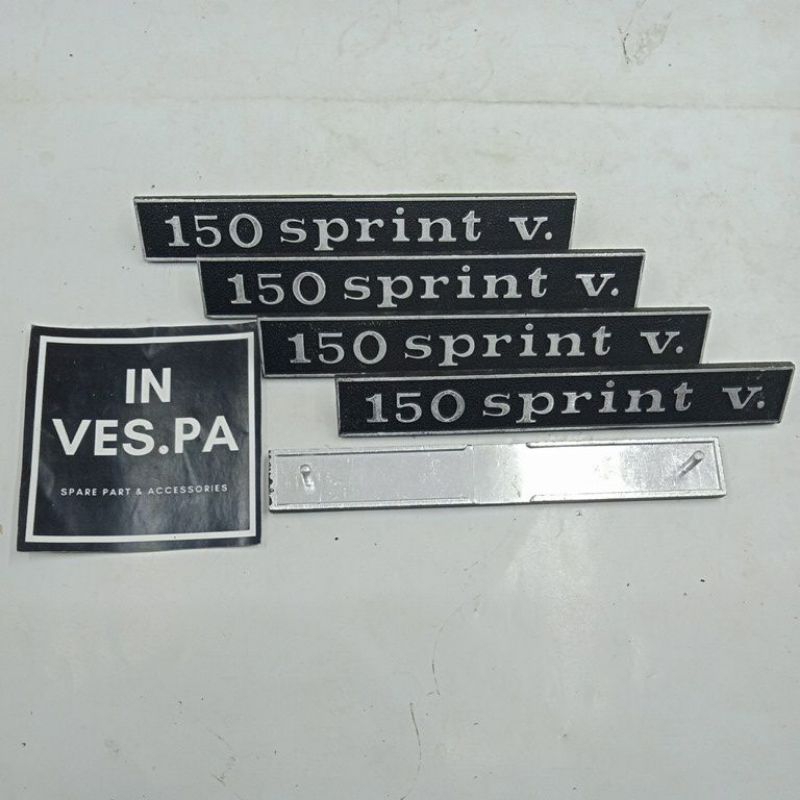 150 sprint v.
150 sprint v.
150 sprint v.
150 sprint v.
IN
VES.PA
SPARE PART & ACCESSORIES